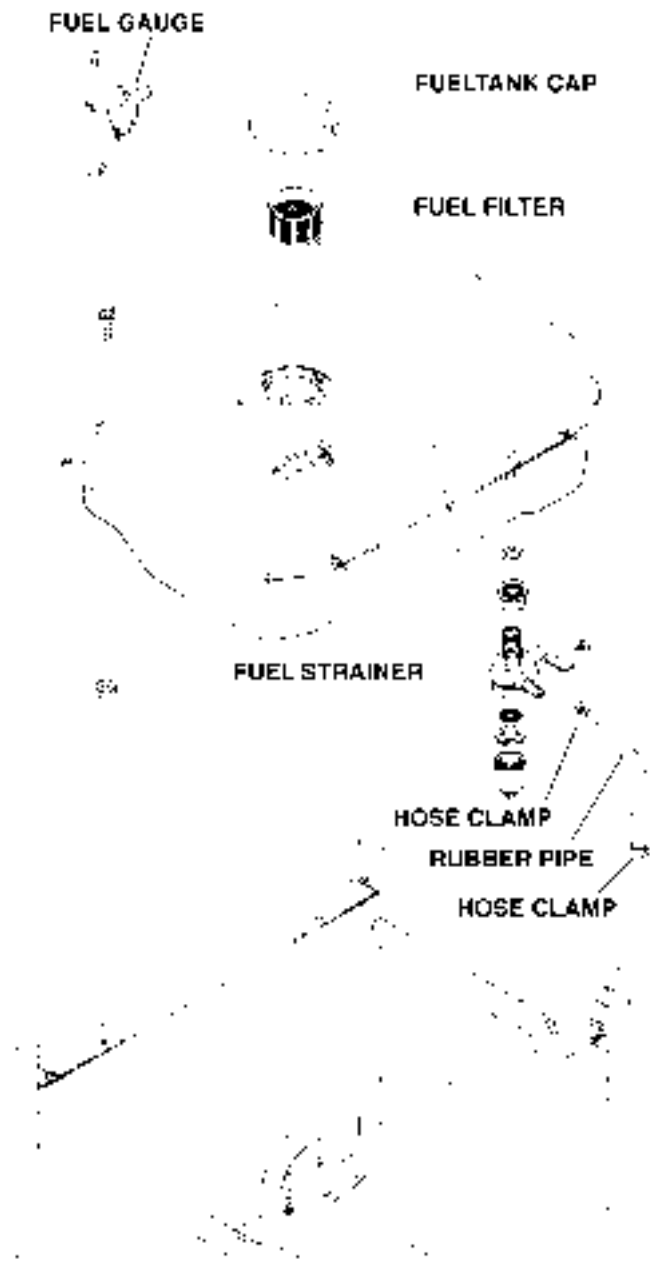 FUEL GAUGE
FUELTANK CAP
FUEL FILTER
FUEL STRAINER
HOSE CLAMP
RUBBER PIPE
HOSE CLAMP